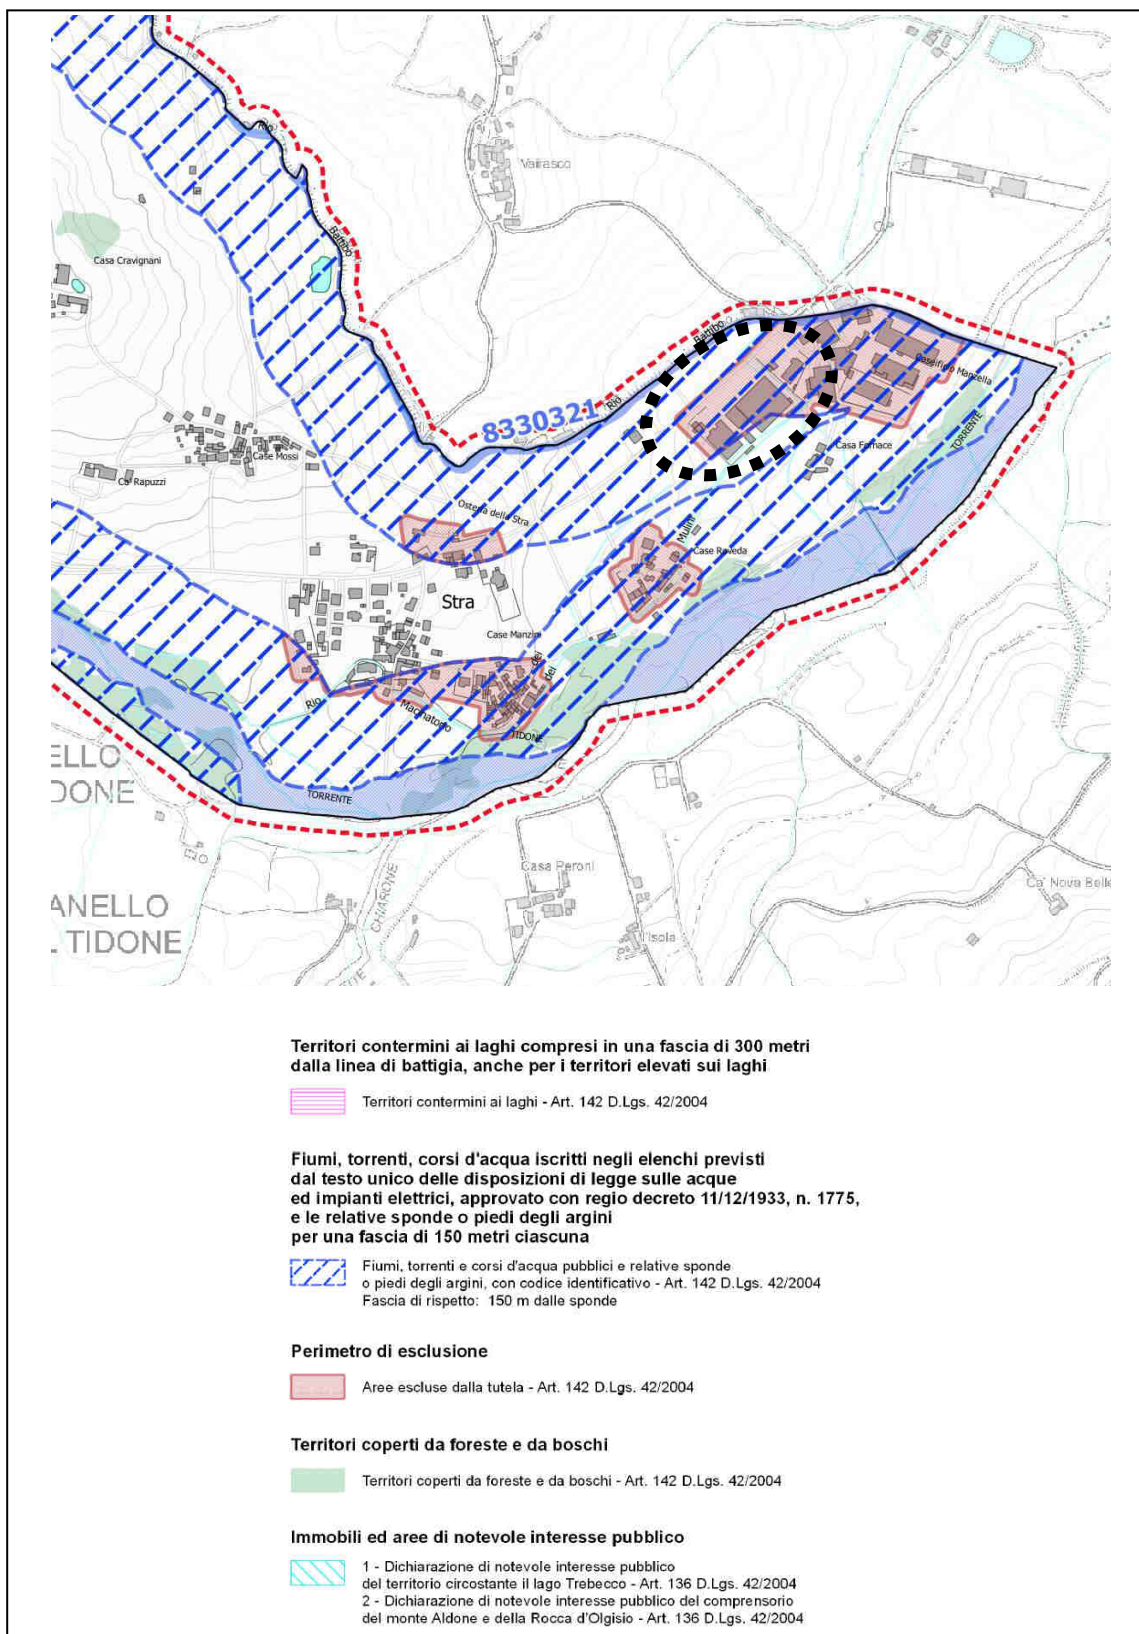 Vairasco
Rio
Battibo
Casa Cravignani
Battibo
Caseificio Manzella
Rio
8330321
TORRENTE
Casa Fornace
Case Mossi
Ca' Rapuzzi
Osteria della Stra
Mulini
Case Roveda
Stra
Case Manzini
dei
dei
Rio
Macinatorio
TIDONE
ELLO
DONE
TORRENTE
Casa Peroni
Ca' Nova Belle
CHIARONE
ANELLO
L TIDONE
l'Isola
Territori contermini ai laghi compresi in una fascia di 300 metri
dalla linea di battigia, anche per i territori elevati sui laghi
Territori contermini ai laghi - Art. 142 D.Lgs. 42/2004
Fiumi, torrenti, corsi d'acqua iscritti negli elenchi previsti
dal testo unico delle disposizioni di legge sulle acque
ed impianti elettrici, approvato con regio decreto 11/12/1933, n. 1775,
e le relative sponde o piedi degli argini
per una fascia di 150 metri ciascuna
Fiumi, torrenti e corsi d'acqua pubblici e relative sponde
o piedi degli argini, con codice identificativo - Art. 142 D.Lgs. 42/2004
Fascia di rispetto: 150 m dalle sponde
Perimetro di esclusione
Aree escluse dalla tutela - Art. 142 D.Lgs. 42/2004
Territori coperti da foreste e da boschi
Territori coperti da foreste e da boschi - Art. 142 D.Lgs. 42/2004
Immobili ed aree di notevole interesse pubblico
1 - Dichiarazione di notevole interesse pubblico
del territorio circostante il lago Trebecco - Art. 136 D.Lgs. 42/2004
2 - Dichiarazione di notevole interesse pubblico del comprensorio
del monte Aldone e della Rocca d'Olgisio - Art. 136 D.Lgs. 42/2004